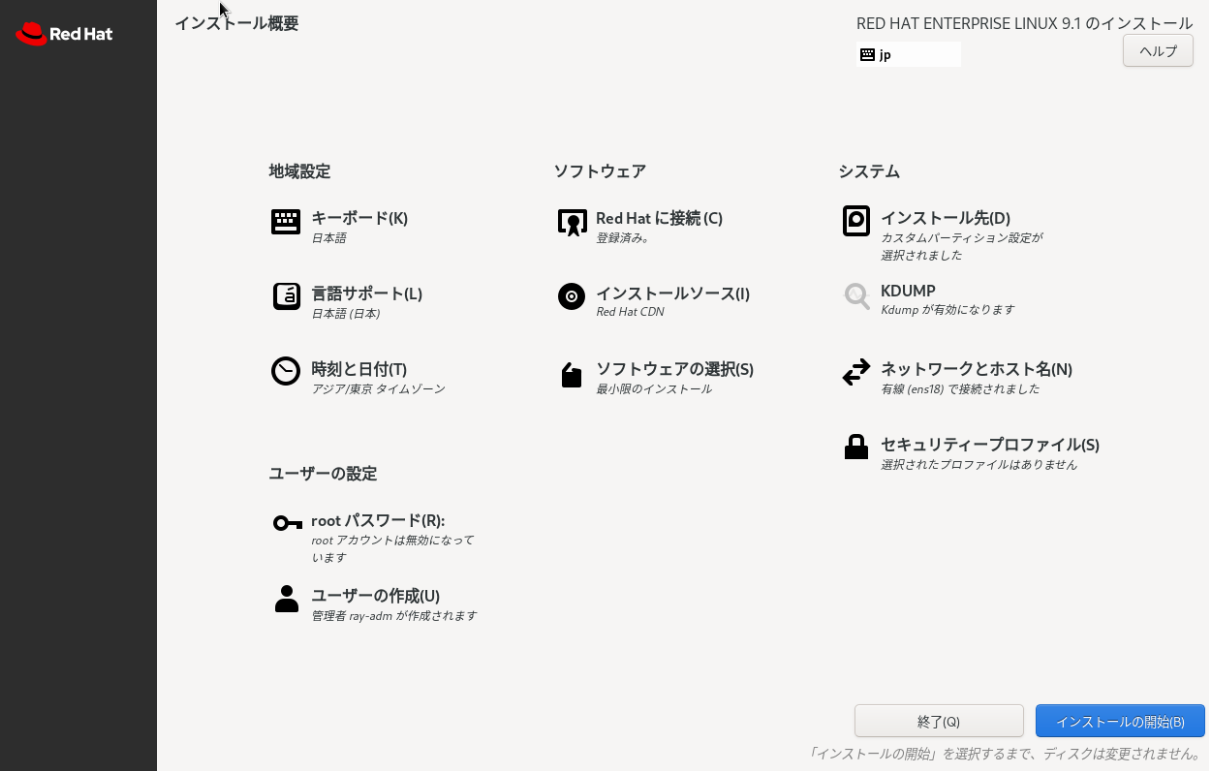 Red Hat
インストール概要
RED HAT ENTERPRISE LINUX 9.1 のインストール
jp
ヘルプ
地域設定
キーボード(K)
日本語
言語サポート(L)
日本語 (日本)
時刻と日付(T)
アジア/東京 タイムゾーン
ソフトウェア
Red Hat に接続 (C)
登録済み。
インストールソース(I)
Red Hat CDN
ソフトウェアの選択(S)
最小限のインストール
システム
インストール先(D)
カスタムパーティション設定が
選択されました
KDUMP
Kdump が有効になります
ネットワークとホスト名(N)
有線 (ens18) で接続されました
セキュリティープロファイル(S)
選択されたプロファイルはありません
ユーザーの設定
root パスワード(R):
root アカウントは無効になって
います
ユーザーの作成(U)
管理者 ray-adm が作成されます
終了(Q)
インストールの開始(B)
「インストールの開始」を選択するまで、ディスクは変更されません。